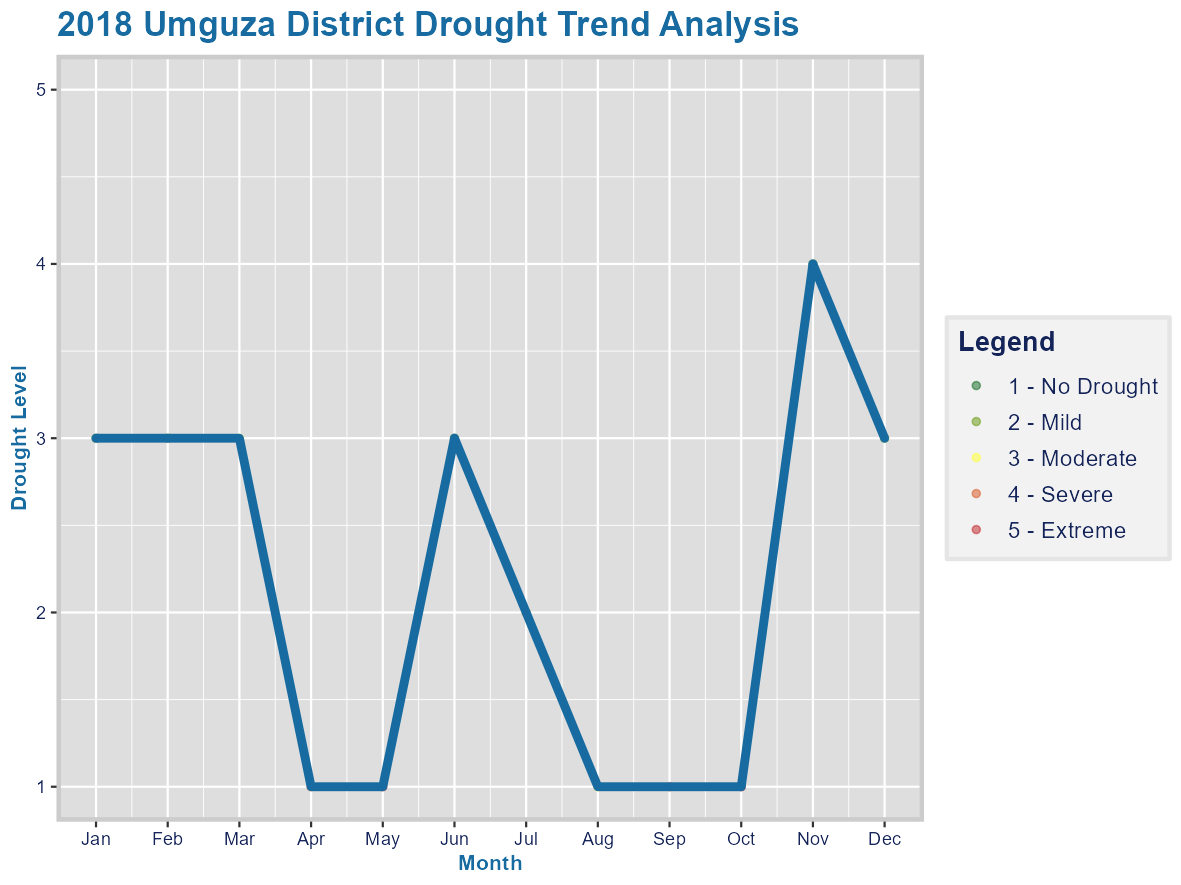 2018 Umguza District Drought Trend Analysis
Drought Level
5
4
3
2
1
Jan Feb Mar Apr May Jun Jul Aug Sep Oct Nov Dec
Month
Legend
1 - No Drought
2 - Mild
3 - Moderate
4 - Severe
5 - Extreme